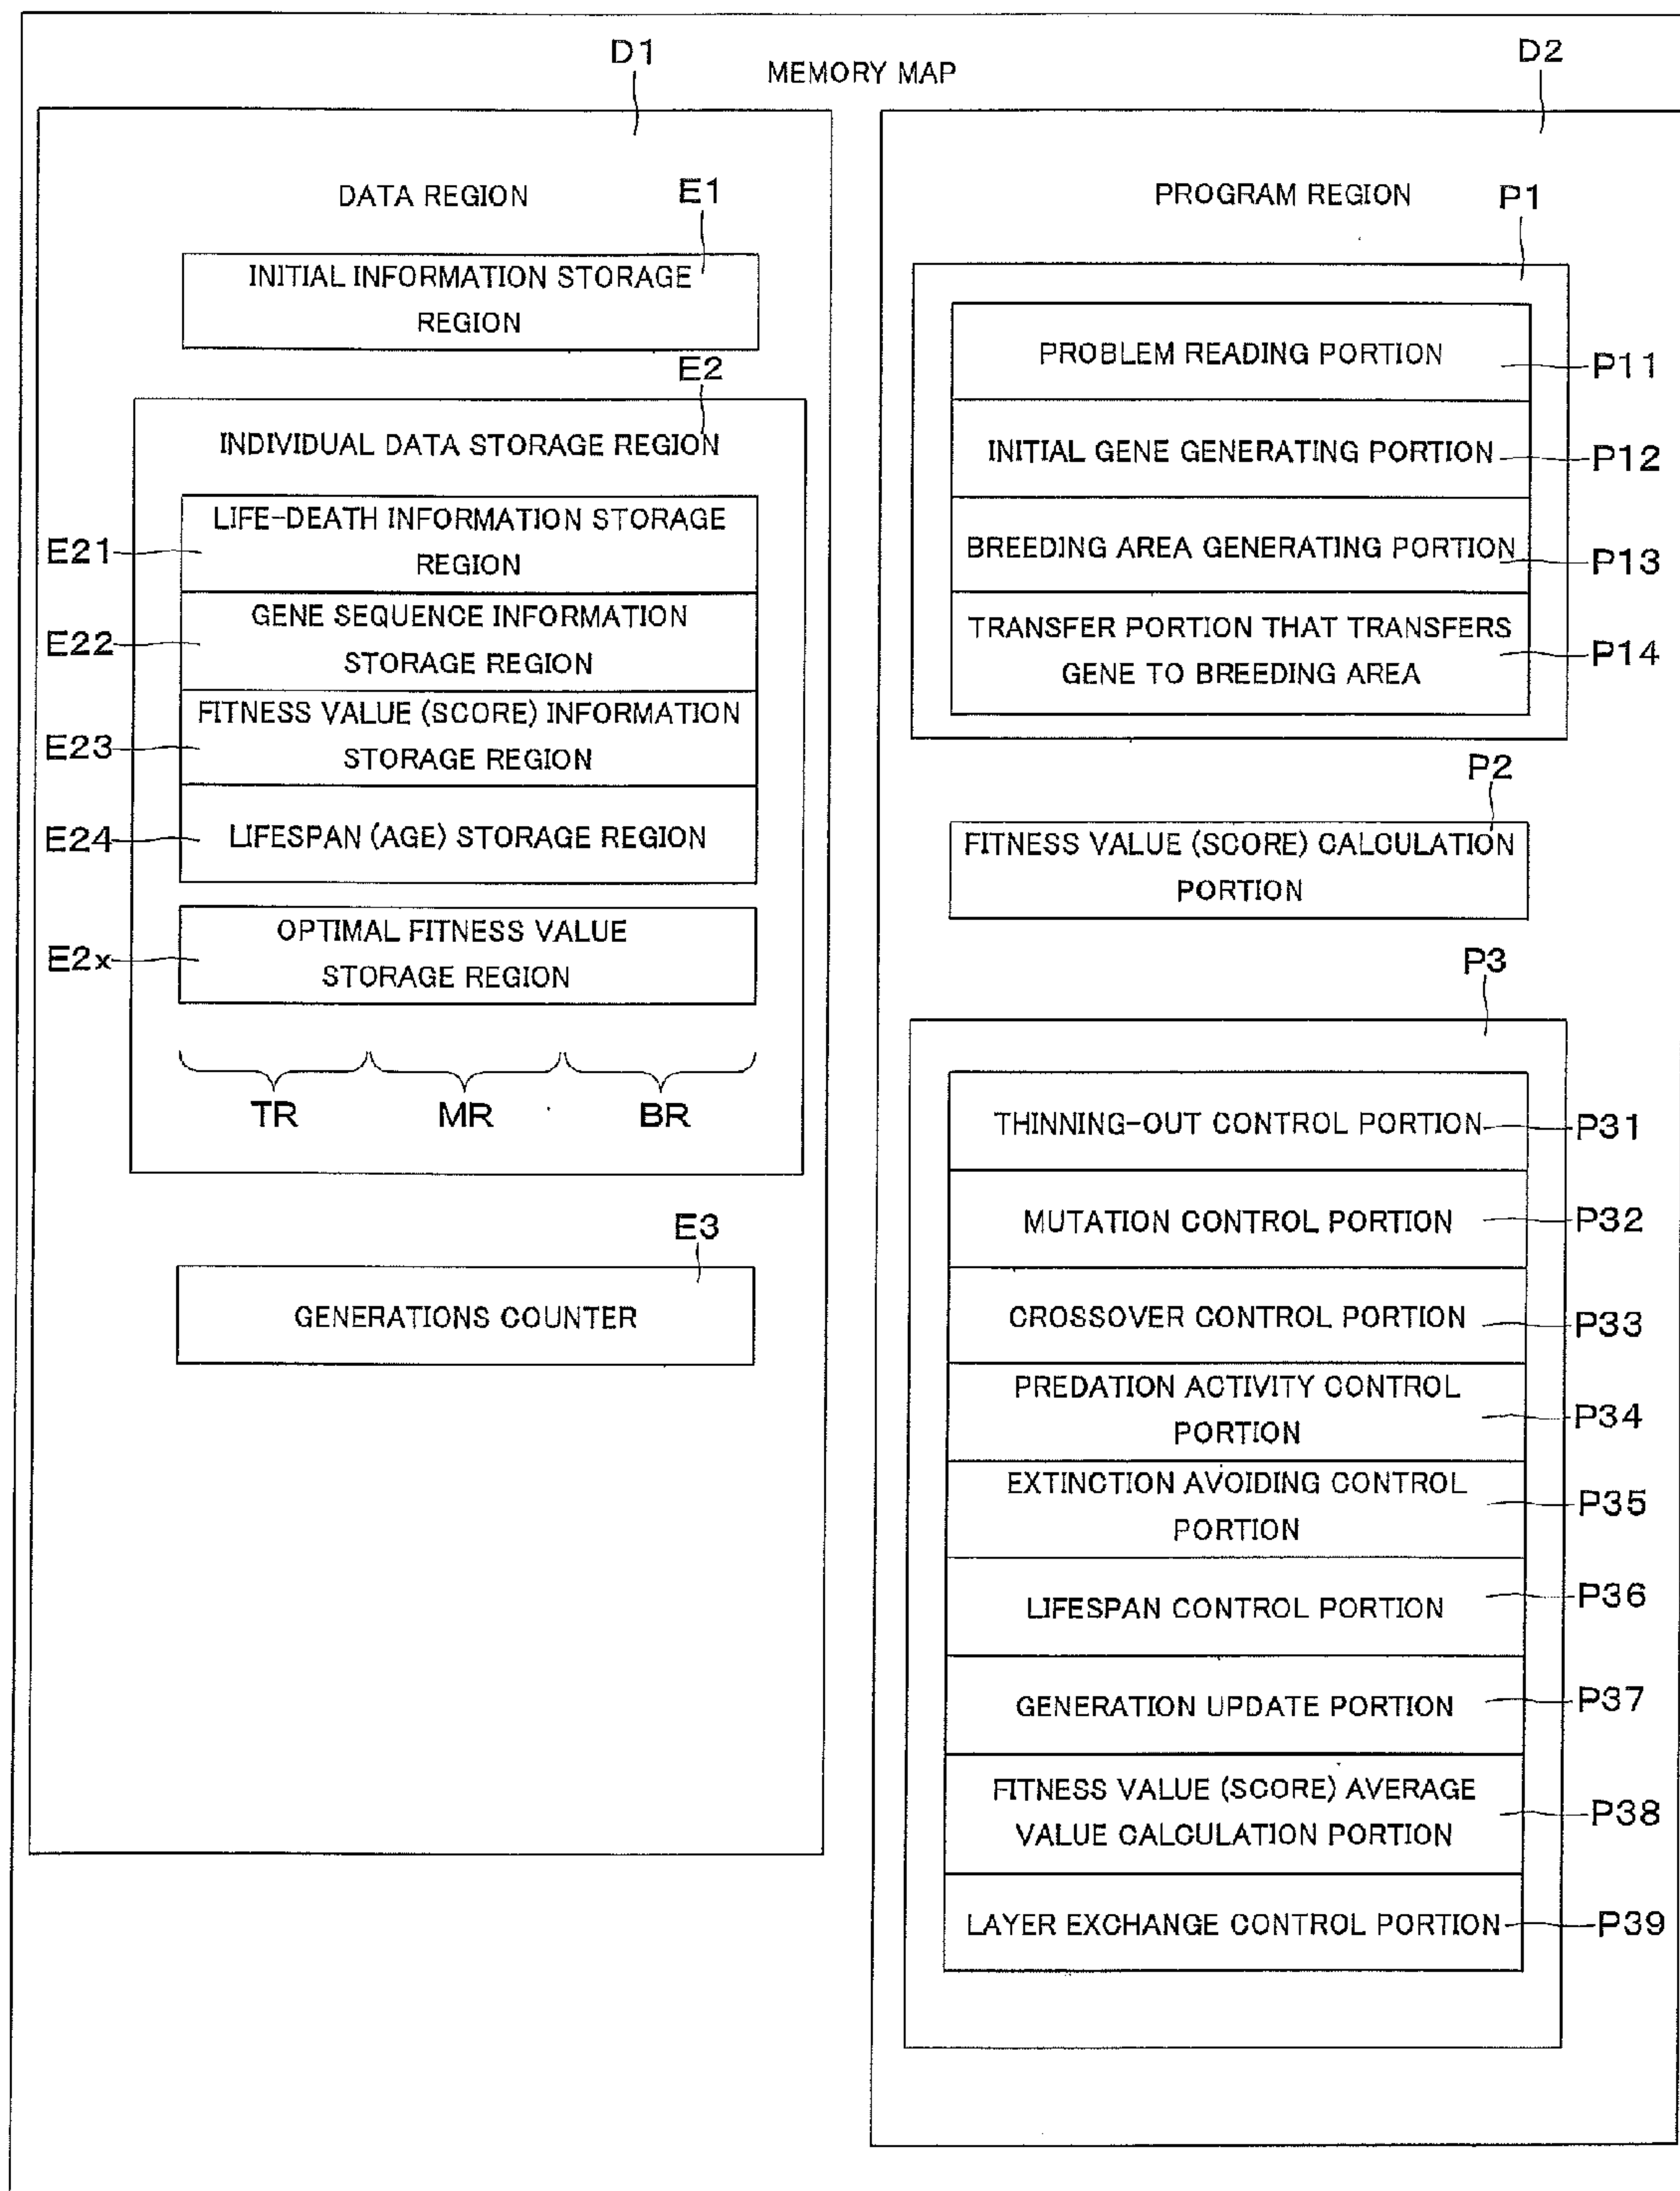 MEMORY MAP
D1
DATA REGION
E1
INITIAL INFORMATION STORAGE
REGION
E2
INDIVIDUAL DATA STORAGE REGION
E21
LIFE-DEATH INFORMATION STORAGE
REGION
E22
GENE SEQUENCE INFORMATION
STORAGE REGION
E23
FITNESS VALUE (SCORE) INFORMATION
STORAGE REGION
E24
LIFESPAN (AGE) STORAGE REGION
E2x
OPTIMAL FITNESS VALUE
STORAGE REGION
TR MR BR
E3
GENERATIONS COUNTER
D2
PROGRAM REGION
P1
PROBLEM READING PORTION
P11
INITIAL GENE GENERATING PORTION
P12
BREEDING AREA GENERATING PORTION
P13
TRANSFER PORTION THAT TRANSFERS
GENE TO BREEDING AREA
P14
P2
FITNESS VALUE (SCORE) CALCULATION
PORTION
P3
THINNING-OUT CONTROL PORTION
P31
MUTATION CONTROL PORTION
P32
CROSSOVER CONTROL PORTION
P33
PREDATION ACTIVITY CONTROL
PORTION
P34
EXTINCTION AVOIDING CONTROL
PORTION
P35
LIFESPAN CONTROL PORTION
P36
GENERATION UPDATE PORTION
P37
FITNESS VALUE (SCORE) AVERAGE
VALUE CALCULATION PORTION
P38
LAYER EXCHANGE CONTROL PORTION
P39